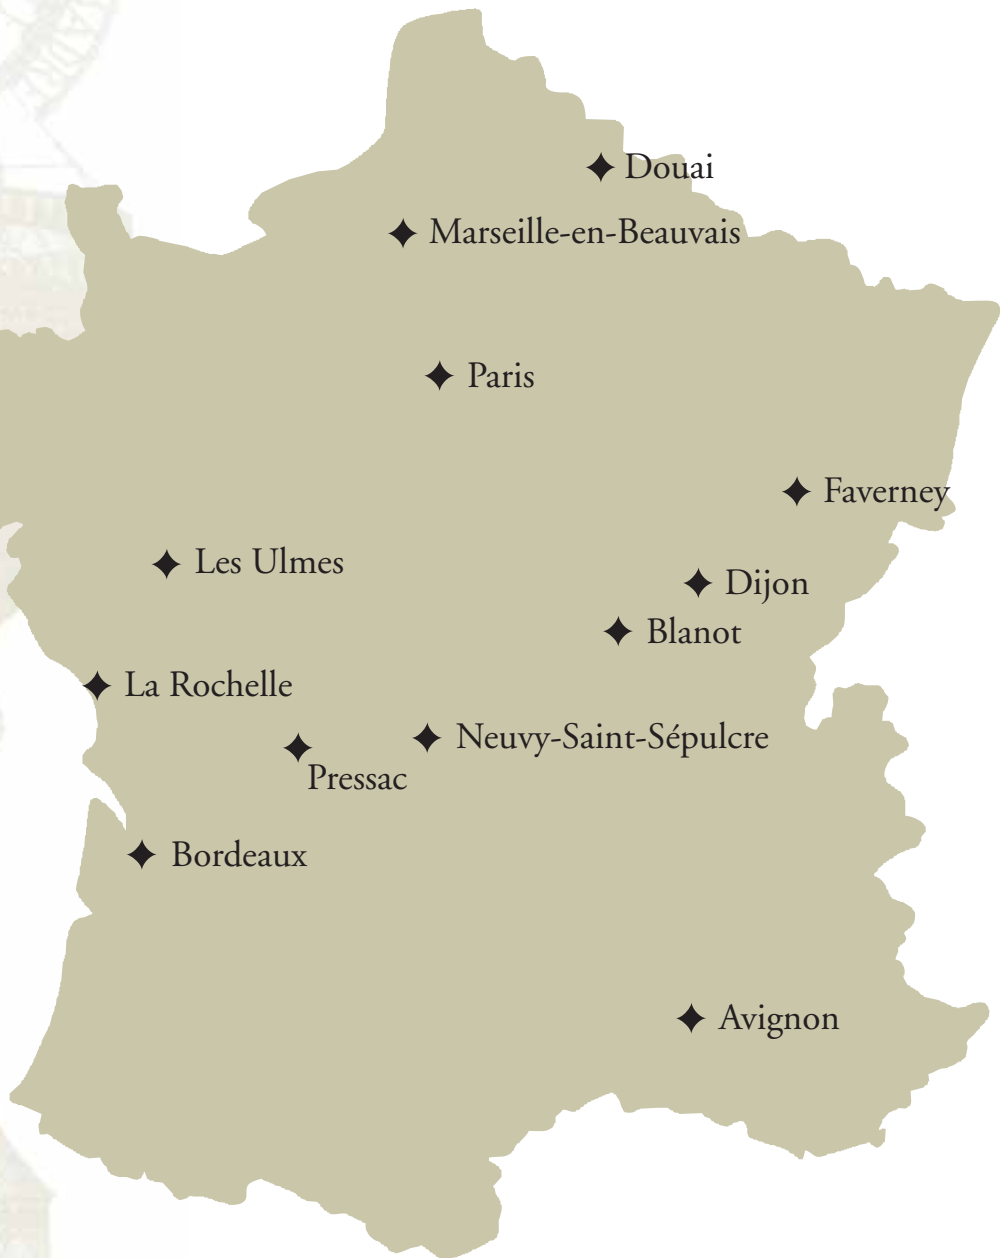 Douai
Marseille-en-Beauvais
Paris
Faverney
Les Ulmes
Dijon
Blanot
La Rochelle
Neuvy-Saint-Sépulcre
Pressac
Bordeaux
Avignon